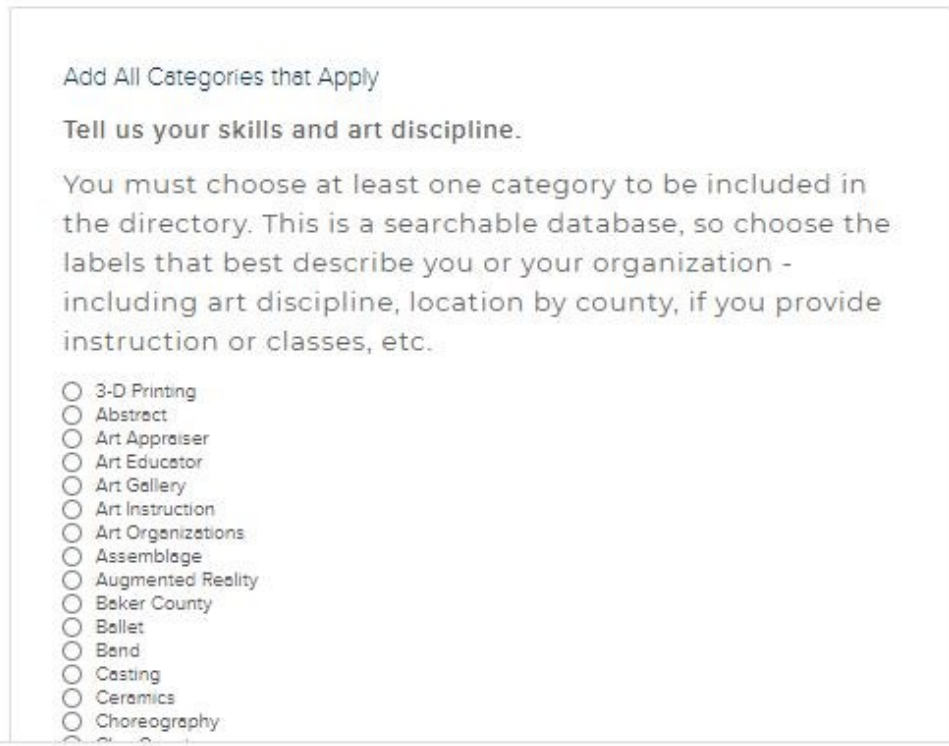 Add All Categories that Apply
Tell us your skills and art discipline.
You must choose at least one category to be included in
the directory. This is a searchable database, so choose the
labels that best describe you or your organization -
including art discipline, location by county, if you provide
instruction or classes, etc.
3-D Printing
Abstract
Art Appraiser
Art Educator
Art Gallery
Art Instruction
Art Organizations
Assemblage
Augmented Reality
Baker County
Ballet
Band
Casting
Ceramics
Choreography